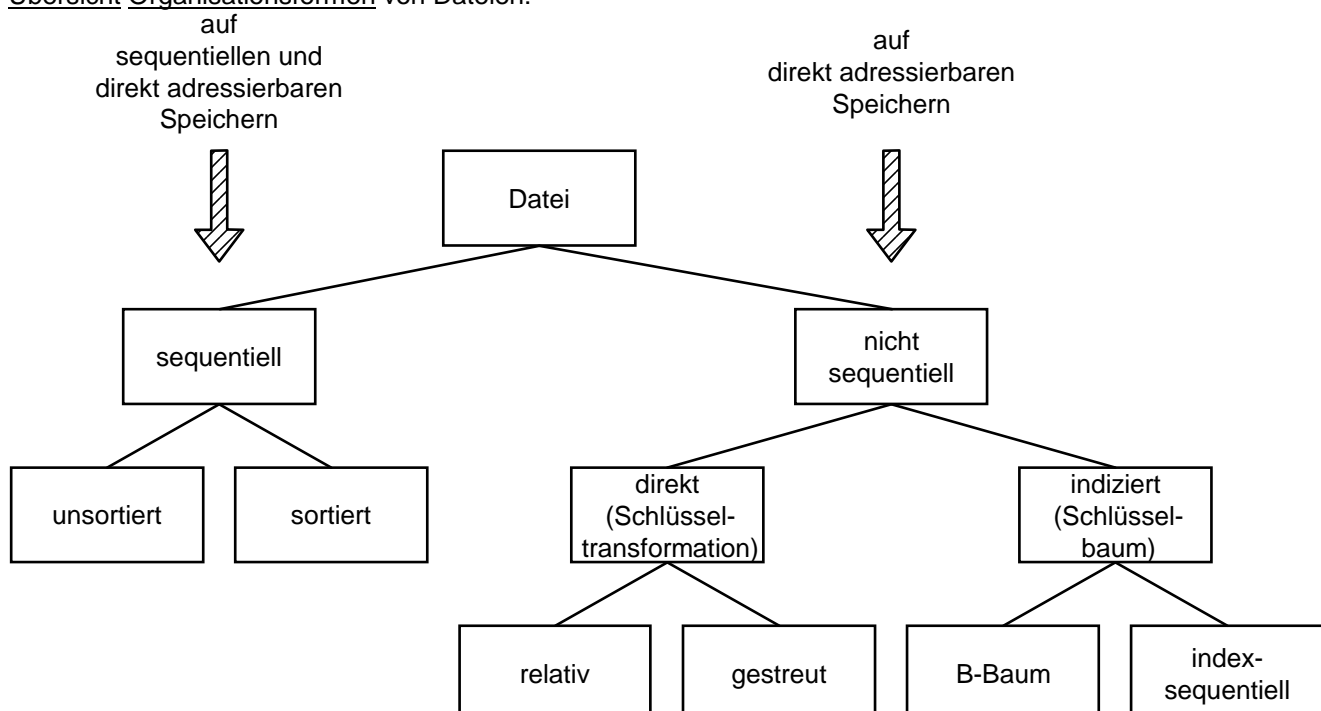 Übersicht Organisationsformen von Dateien:
auf
sequentiellen und
direkt adressierbaren
Speichern
auf
direkt adressierbaren
Speichern
Datei
sequentiell
nicht
sequentiell
unsortiert
sortiert
direkt
(Schlüssel-
transformation)
indiziert
(Schlüssel-
baum)
relativ
gestreut
B-Baum
index-
sequentiell